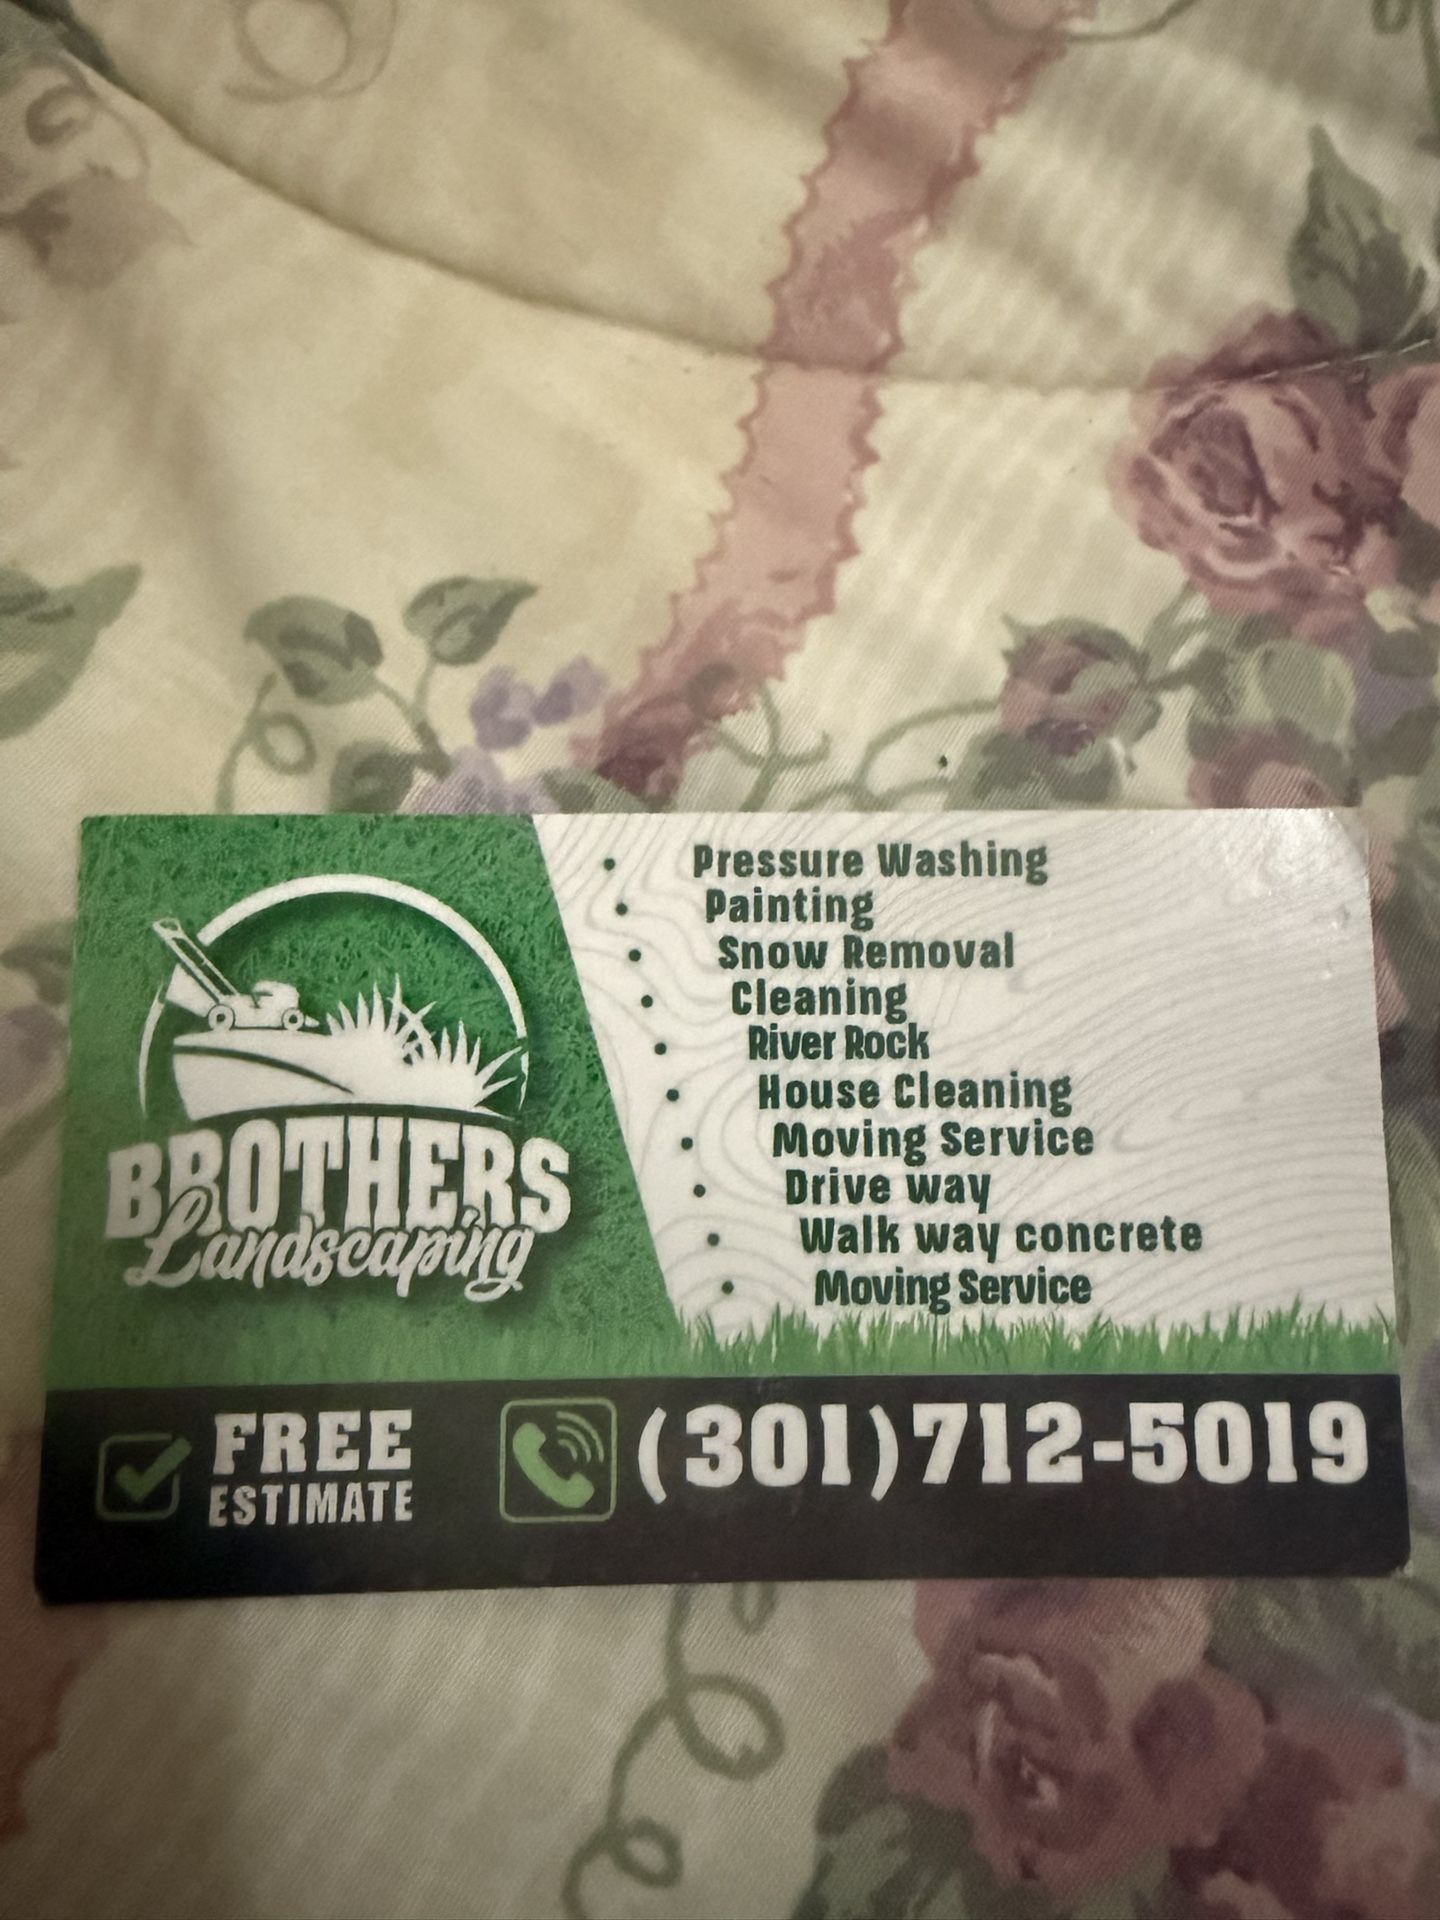 BROTHERS
Landscaping
• Pressure Washing
• Painting
• Snow Removal
• Cleaning
• River Rock
• House Cleaning
• Moving Service
• Drive way
• Walk way concrete
• Moving Service
FREE
ESTIMATE
(301)712-5019